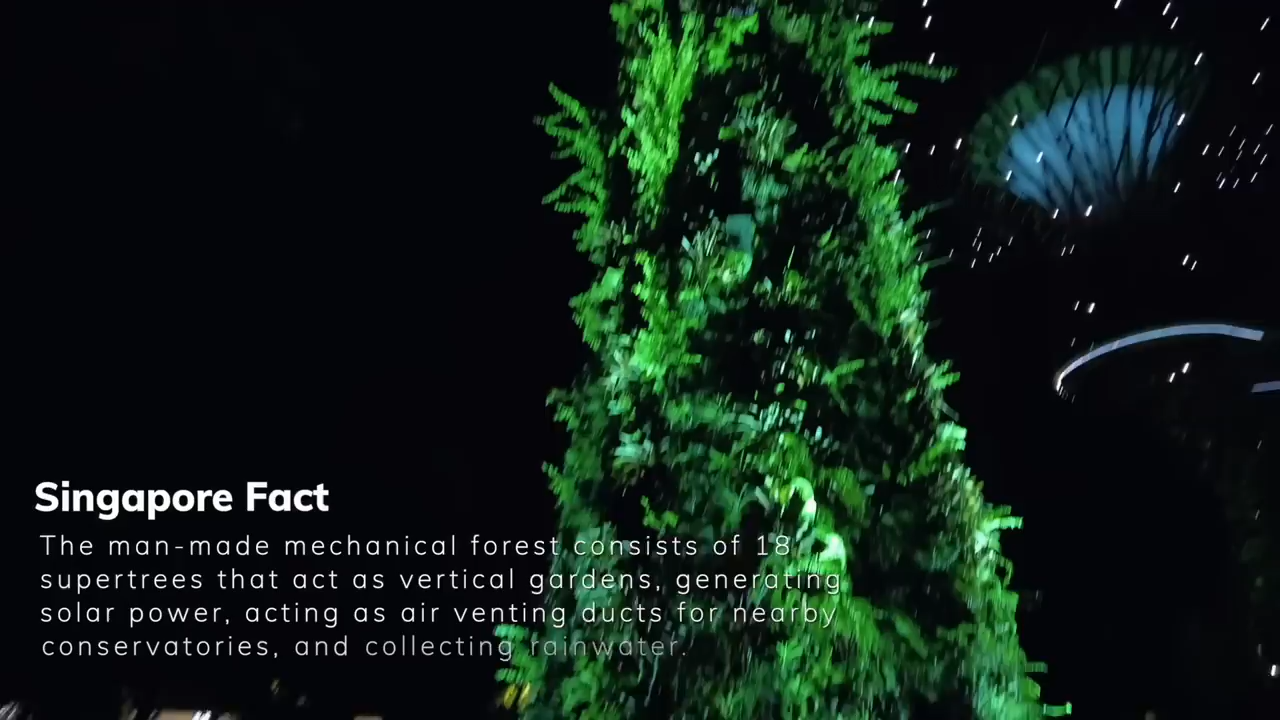 Singapore Fact
The man-made mechanical forest consists of 18
supertrees that act as vertical gardens, generating
solar power, acting as air venting ducts for nearby
conservatories, and collecting rainwater.